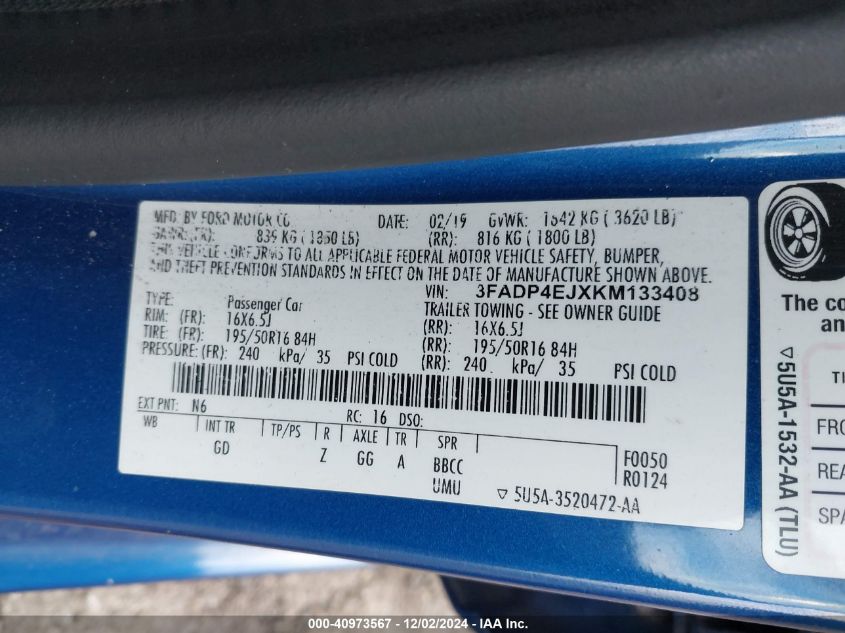 MFD. BY FORD MOTOR CO DATE: 02/19 GVWR: 1642 KG ( 3620 LB)
GAWR:(FR): 839 KG ( 1850 LB) (RR): 816 KG ( 1800 LB)
THIS VEHICLE CONFORMS TO ALL APPLICABLE FEDERAL MOTOR VEHICLE SAFETY, BUMPER,
AND THEFT PREVENTION STANDARDS IN EFFECT ON THE DATE OF MANUFACTURE SHOWN ABOVE.
VIN: 3FADP4EJXKM133408
TYPE: Passenger Car TRAILER TOWING - SEE OWNER GUIDE
RIM: (FR): 16X6.5J (RR): 16X6.5J
TIRE: (FR): 195/50R16 84H (RR): 195/50R16 84H
PRESSURE: (FR): 240 kPa/ 35 PSI COLD (RR): 240 kPa/ 35 PSI COLD
EXT PNT: N6 RC: 16 DSO:
WB INT TR TP/PS R AXLE TR SPR F0050
GD Z GG A BBCC R0124
UMU ▽ 5U5A-3520472-AA
The co
an
▽5U5A-1532-AA (TLU)
TI
FRO
REA
SPA
000-40973567 - 12/02/2024 - IAA Inc.